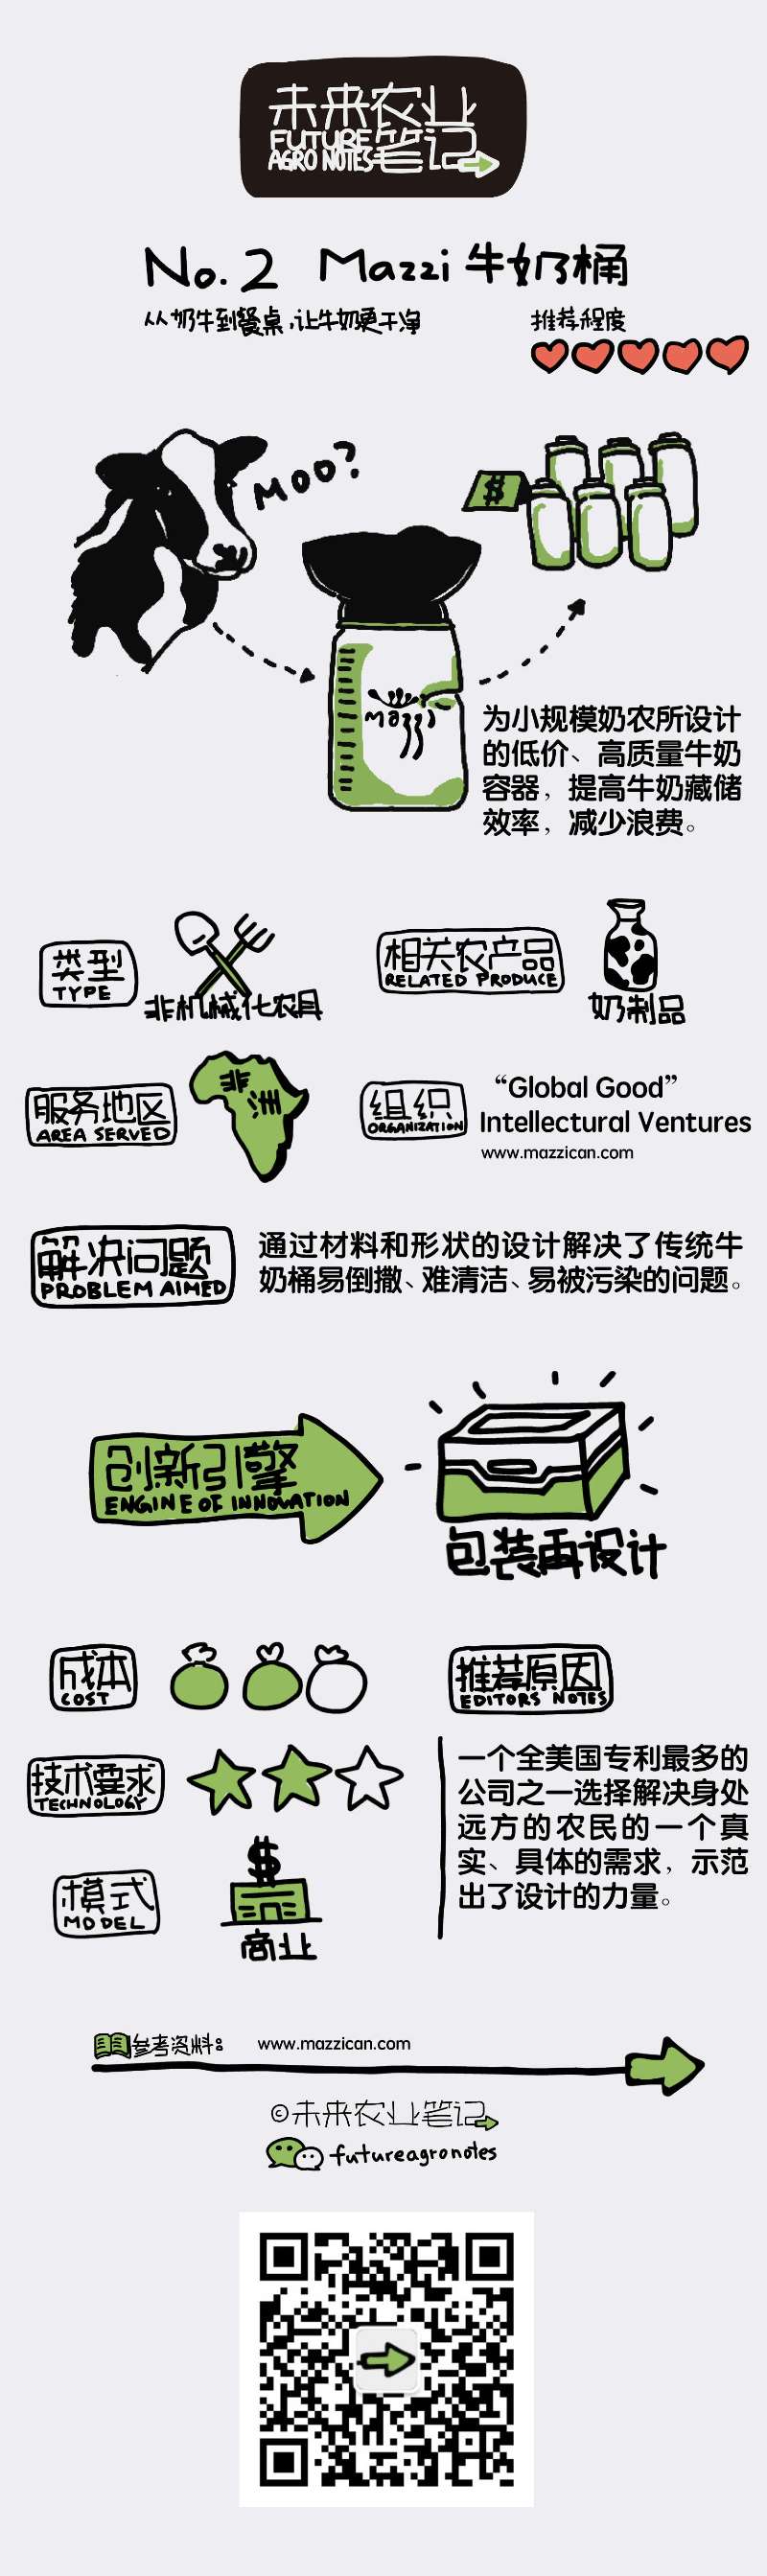 未来农业
FUTURE
AGRO NOTES
笔记
No.2 Mazzi 牛奶桶
从奶牛到餐桌,让牛奶更干净
推荐程度
MOO?
$
Mazzi
为小规模奶农所设计
的低价、高质量牛奶
容器，提高牛奶藏储
效率，减少浪费。
类型
TYPE
非机械化农具
相关农产品
RELATED PRODUCE
奶制品
服务地区
AREA SERVED
非洲
组织
ORGANIZATION
“Global Good”
Intellectural Ventures
www.mazzican.com
解决问题
PROBLEM AIMED
通过材料和形状的设计解决了传统牛
奶桶易倒撒、难清洁、易被污染的问题。
创新引擎
ENGINE OF INNOVATION
包装再设计
成本
COST
技术要求
TECHNOLOGY
模式
MODEL
$
商业
推荐原因
EDITORS NOTES
一个全美国专利最多的
公司之一选择解决身处
远方的农民的一个真
实、具体的需求，示范
出了设计的力量。
参考资料: www.mazzican.com
©未来农业笔记
futureagronotes